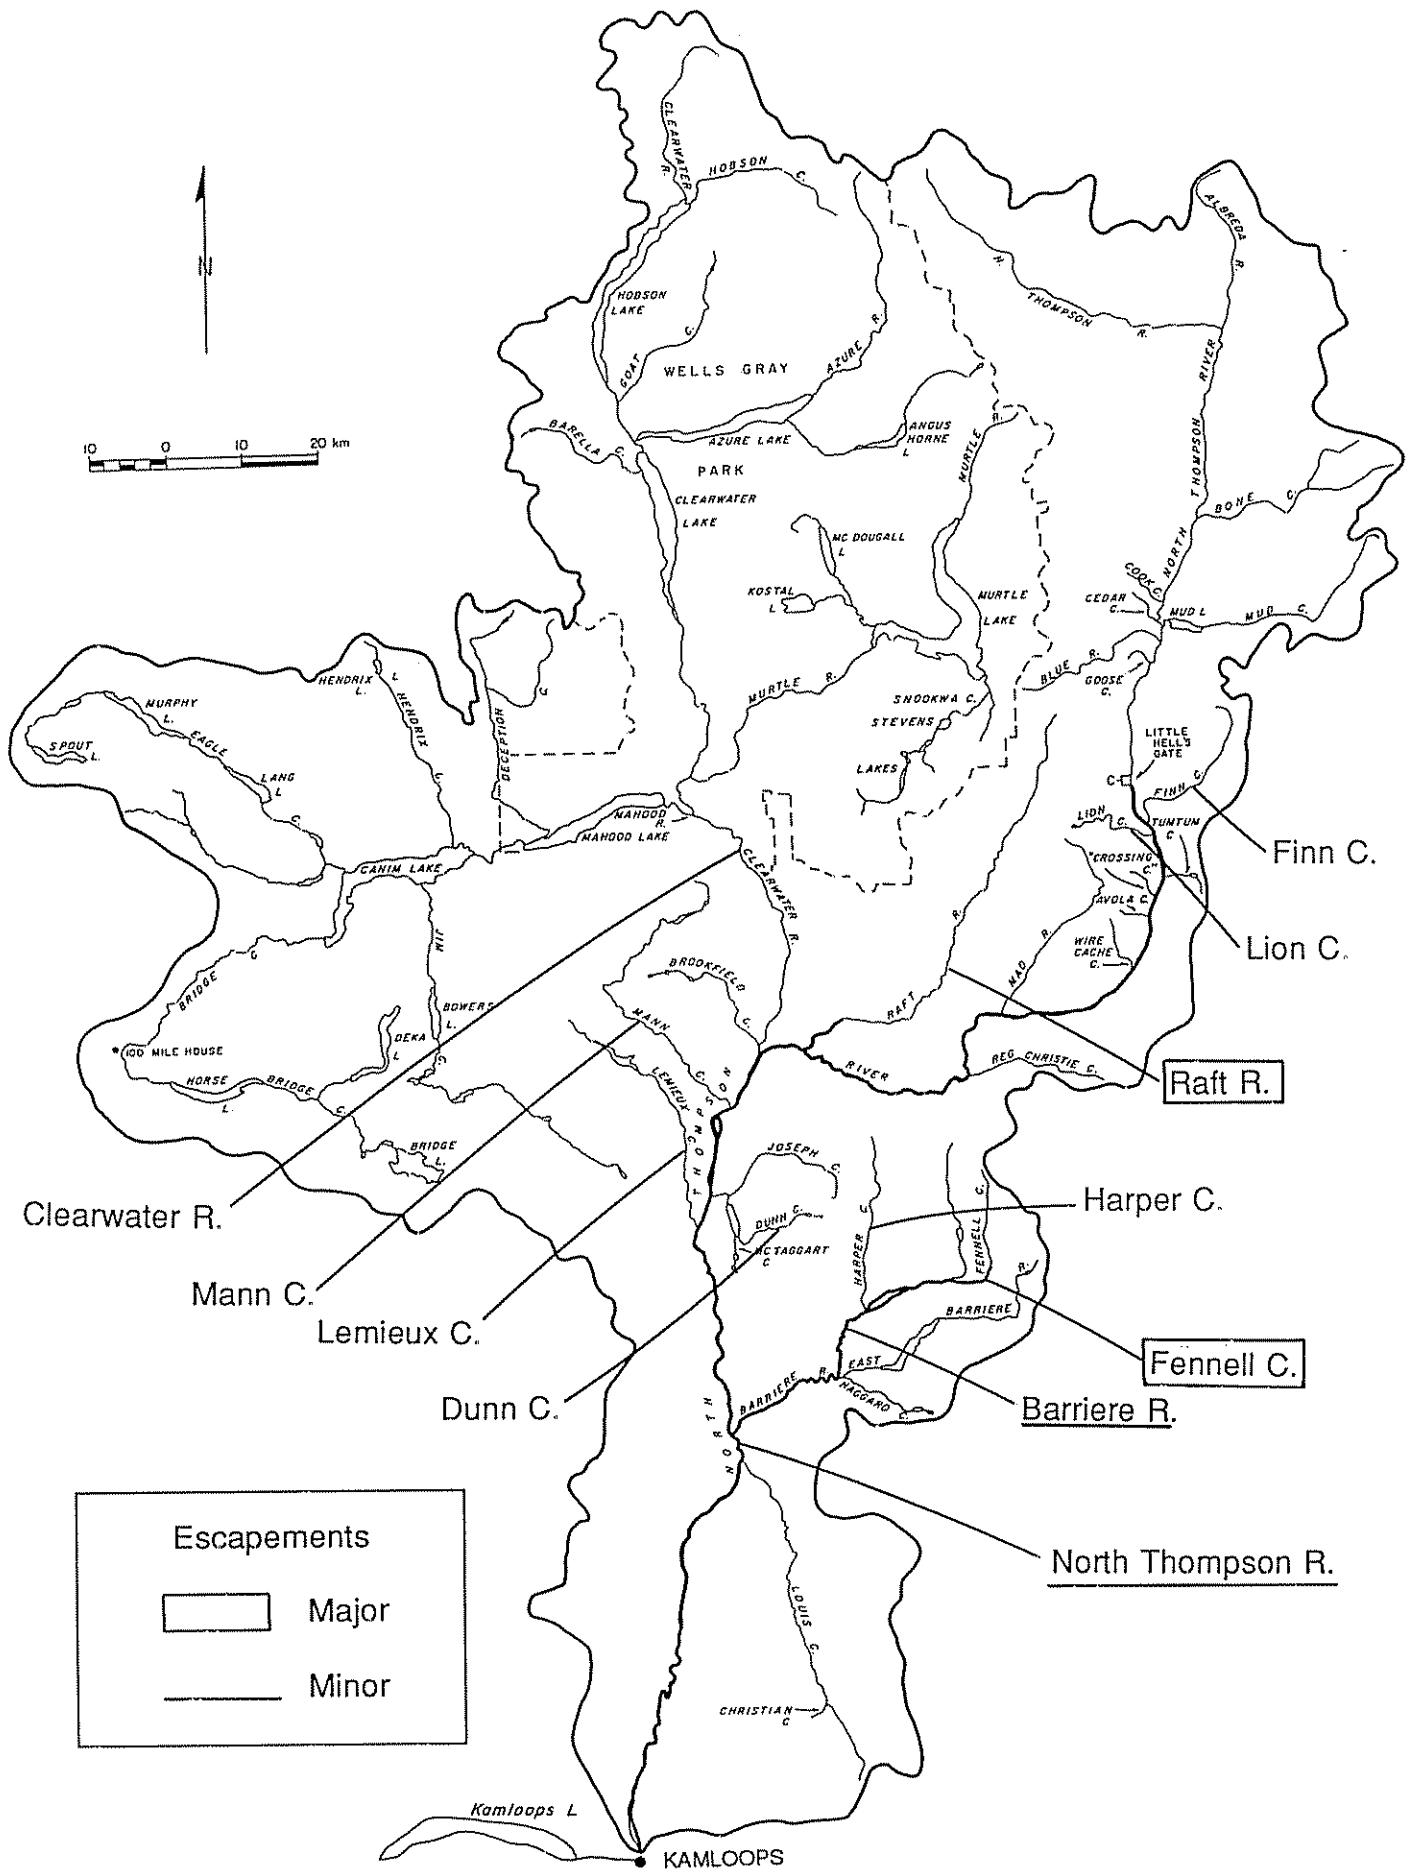 CLEARWATER R.
HOBSON C.
ALBREDA R.
N
HOBSON
LAKE
N. THOMPSON R.
GOAT C.
WELLS GRAY
AZURE R.
NORTH THOMPSON RIVER
BARELLA C.
AZURE LAKE
ANGUS
HORNE
L
MURTLE R.
10 0 10 20 km
PARK
CLEARWATER
LAKE
BONE C.
MC DOUGALL
L
COOK C.
KOSTAL
L
MURTLE
LAKE
CEDAR
C.
MUD L
MUD C.
HENDRIX
L.
L
HENDRIX C.
BLUE R.
GOOSE
C.
MURPHY
L.
MURTLE R.
SNOOKWA C.
STEVENS
LAKES
SPOUT
L.
EAGLE
C.
DECEPTION
C
LITTLE
HELL'S
GATE
LANG
L
FINN C.
MAHOOD
R.
MAHOOD LAKE
LION C.
TUMTUM
C
Finn C.
CANIM LAKE
CLEARWATER R.
"CROSSING"
C.
AVOLA C.
JIM
Lion C.
WIRE
CACHE
C.
MAD R.
BRIDGE C
BROOKFIELD C.
RAFT R.
BOWERS
L.
C.
MANN C.
DEKA
L
100 MILE HOUSE
LEMIEUX C.
RIVER
REG CHRISTIE C.
Raft R.
HORSE
L.
BRIDGE C.
BRIDGE
L.
JOSEPH C.
Clearwater R.
DUNN C.
Harper C.
MC TAGGART
C
HARPER C.
FENNELL C.
Mann C.
BARRIERE R.
Lemieux C.
EAST
Fennell C.
Dunn C.
BARRIERE R.
HAGGARD C.
Barriere R.
NORTH THOMPSON
Escapements
North Thompson R.
Major
LOUIS C.
Minor
CHRISTIAN
C
Kamloops L
KAMLOOPS